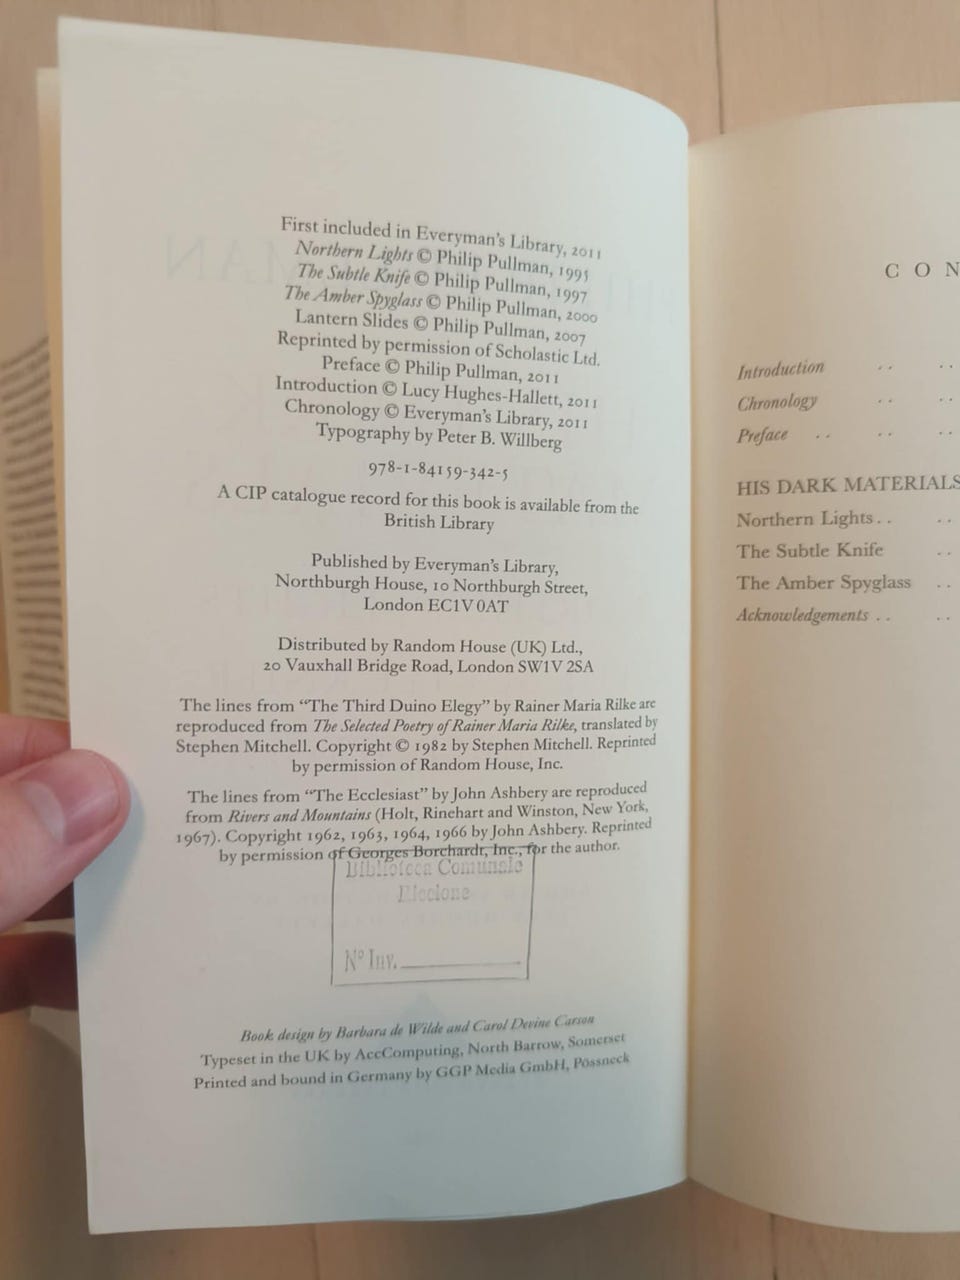 First included in Everyman's Library, 2011
Northern Lights © Philip Pullman, 1995
The Subtle Knife © Philip Pullman, 1997
The Amber Spyglass © Philip Pullman, 2000
Lantern Slides © Philip Pullman, 2007
Reprinted by permission of Scholastic Ltd.
Preface © Philip Pullman, 2011
Introduction © Lucy Hughes-Hallett, 2011
Chronology © Everyman's Library, 2011
Typography by Peter B. Willberg
978-1-84159-342-5
A CIP catalogue record for this book is available from the
British Library
Published by Everyman's Library,
Northburgh House, 10 Northburgh Street,
London EC1V 0AT
Distributed by Random House (UK) Ltd.,
20 Vauxhall Bridge Road, London SW1V 2SA
The lines from "The Third Duino Elegy" by Rainer Maria Rilke are
reproduced from The Selected Poetry of Rainer Maria Rilke, translated by
Stephen Mitchell. Copyright © 1982 by Stephen Mitchell. Reprinted
by permission of Random House, Inc.
The lines from "The Ecclesiast" by John Ashbery are reproduced
from Rivers and Mountains (Holt, Rinehart and Winston, New York,
1967). Copyright 1962, 1963, 1964, 1966 by John Ashbery. Reprinted
by permission of Georges Borchardt, Inc., for the author.
Biblioteca Comunale
Riccione
Nº Inv.
Book design by Barbara de Wilde and Carol Devine Carson
Typeset in the UK by AccComputing, North Barrow, Somerset
Printed and bound in Germany by GGP Media GmbH, Pössneck
C O N
Introduction . . . .
Chronology . . . .
Preface . . . . . .
HIS DARK MATERIALS
Northern Lights . . . .
The Subtle Knife . .
The Amber Spyglass . .
Acknowledgements . . . .